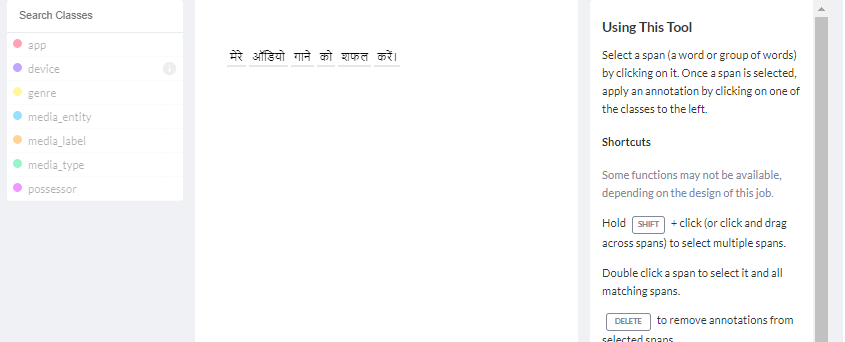 Search Classes
app
device
genre
media_entity
media_label
media_type
possessor
मेरे ऑडियो गाने को शाफत करें।
Using This Tool
Select a span (a word or group of words)
by clicking on it. Once a span is selected,
apply an annotation by clicking on one of
the classes to the left.
Shortcuts
Some functions may not be available,
depending on the design of this job.
Hold SHIFT + click (or click and drag
across spans) to select multiple spans.
Double click a span to select it and all
matching spans.
DELETE to remove annotations from
selected spans